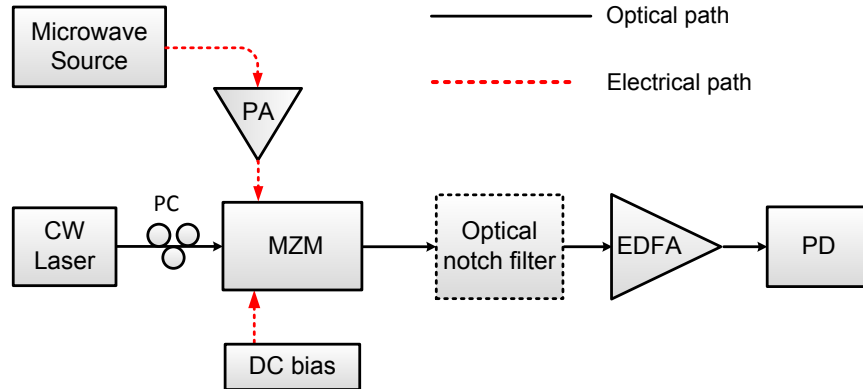 Microwave
Source
Optical path
Electrical path
PA
PC
CW
Laser
MZM
Optical
notch filter
EDFA
PD
DC bias